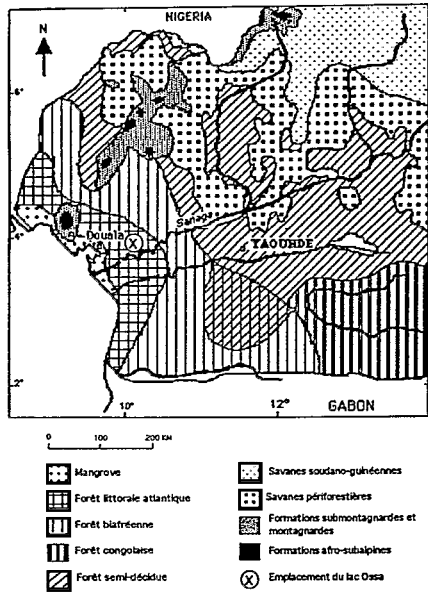 NIGERIA
N
6°
Sanaga
Douala
YAOUNDE
4°
2°
10°
12°
GABON
0 100 200 KM
Mangrove
Forêt littorale atlantique
Forêt biafréenne
Forêt congolaise
Forêt semi-décidue
Savanes soudano-guinéennes
Savanes périforestières
Formations submontagnardes et
montagnardes
Formations afro-subalpines
X Emplacement du lac Ossa